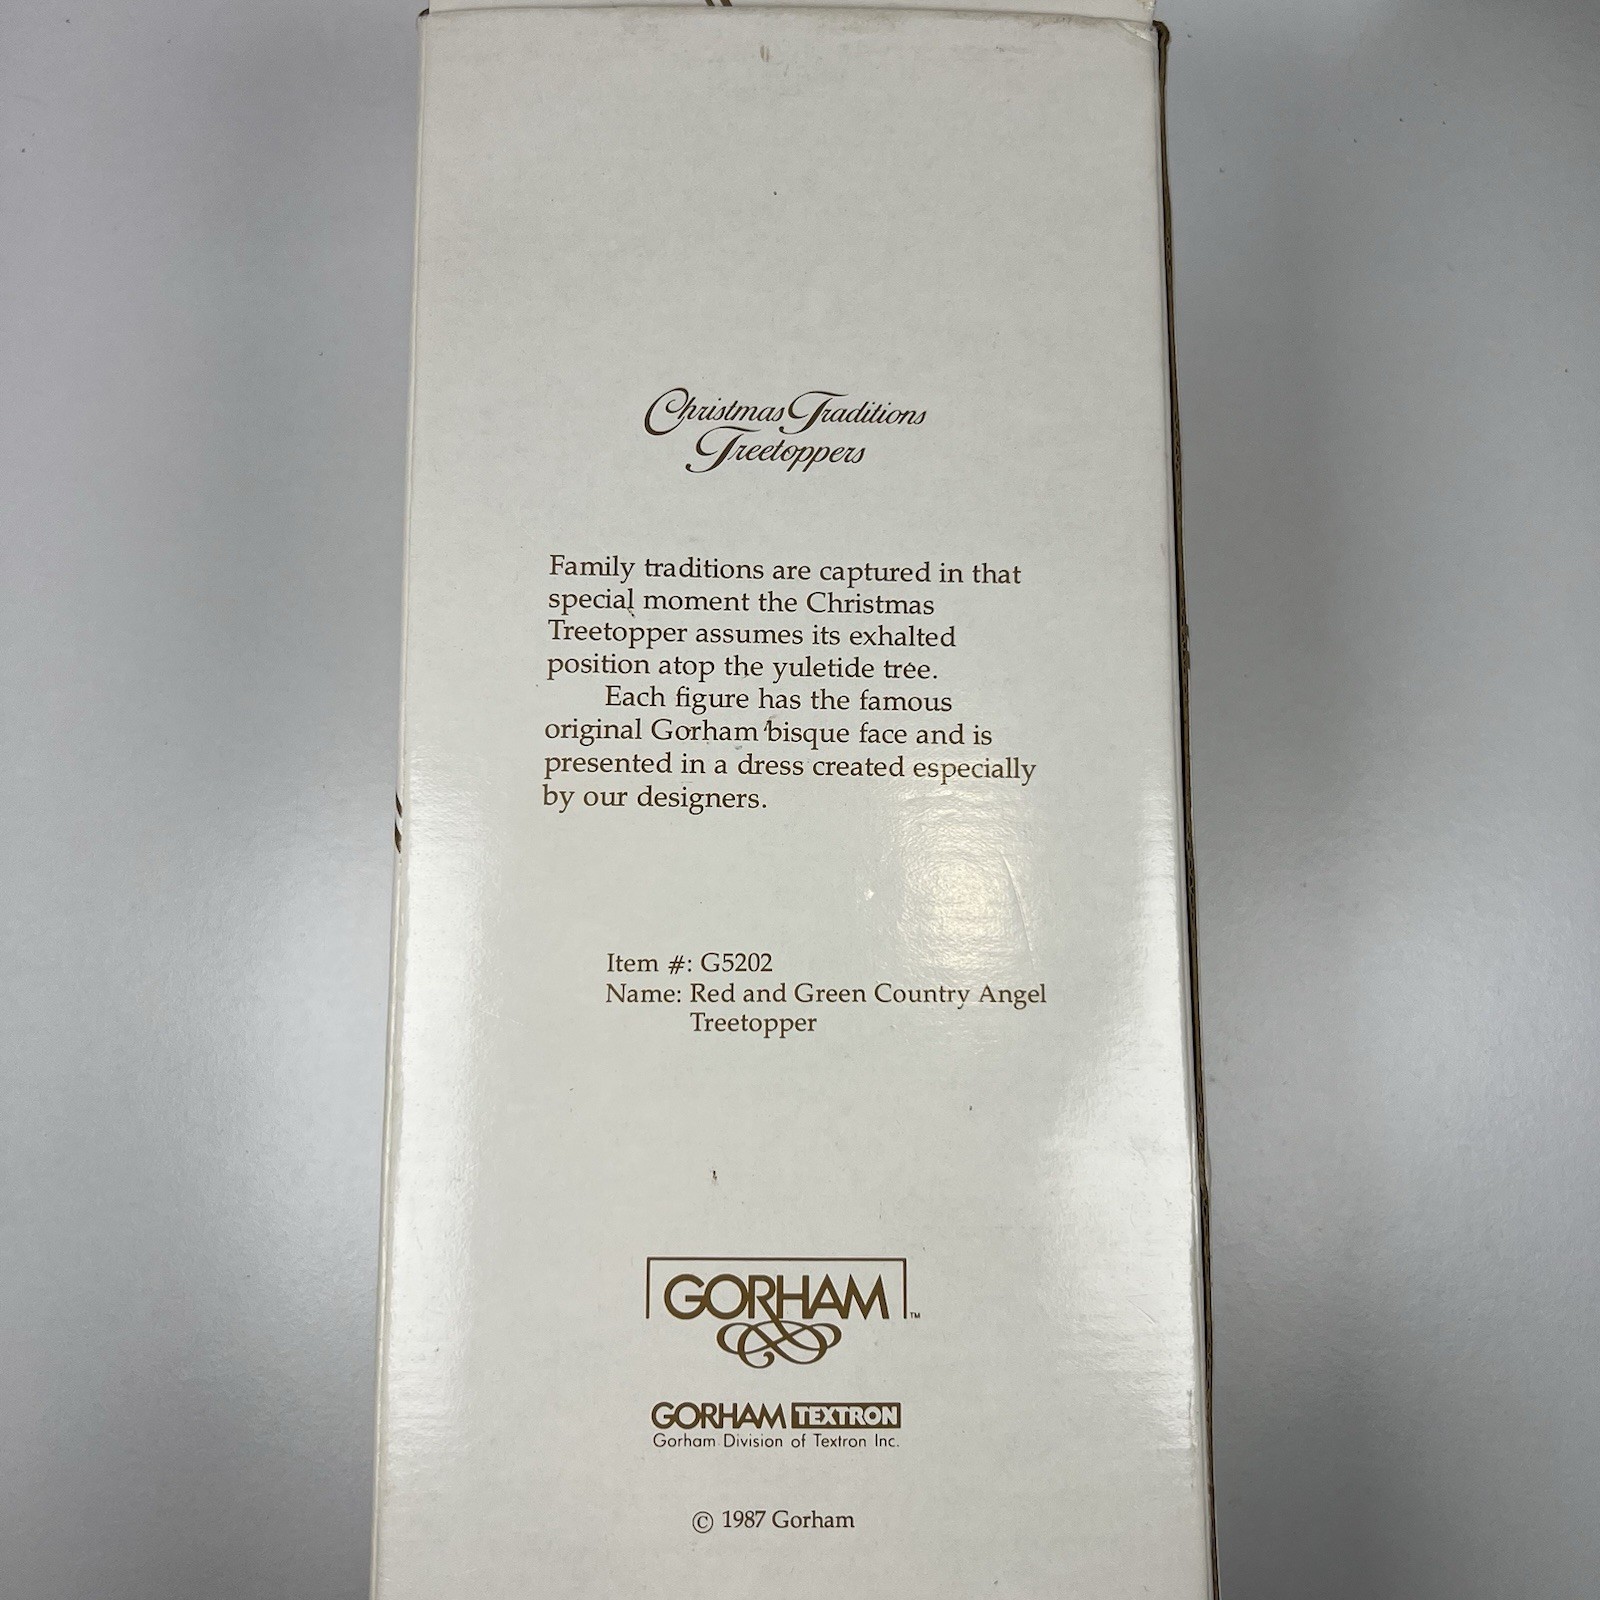 Christmas Traditions
Treetoppers
Family traditions are captured in that
special moment the Christmas
Treetopper assumes its exhalted
position atop the yuletide tree.
Each figure has the famous
original Gorham bisque face and is
presented in a dress created especially
by our designers.
Item #: G5202
Name: Red and Green Country Angel
Treetopper
GORHAM™
GORHAM TEXTRON
Gorham Division of Textron Inc.
© 1987 Gorham